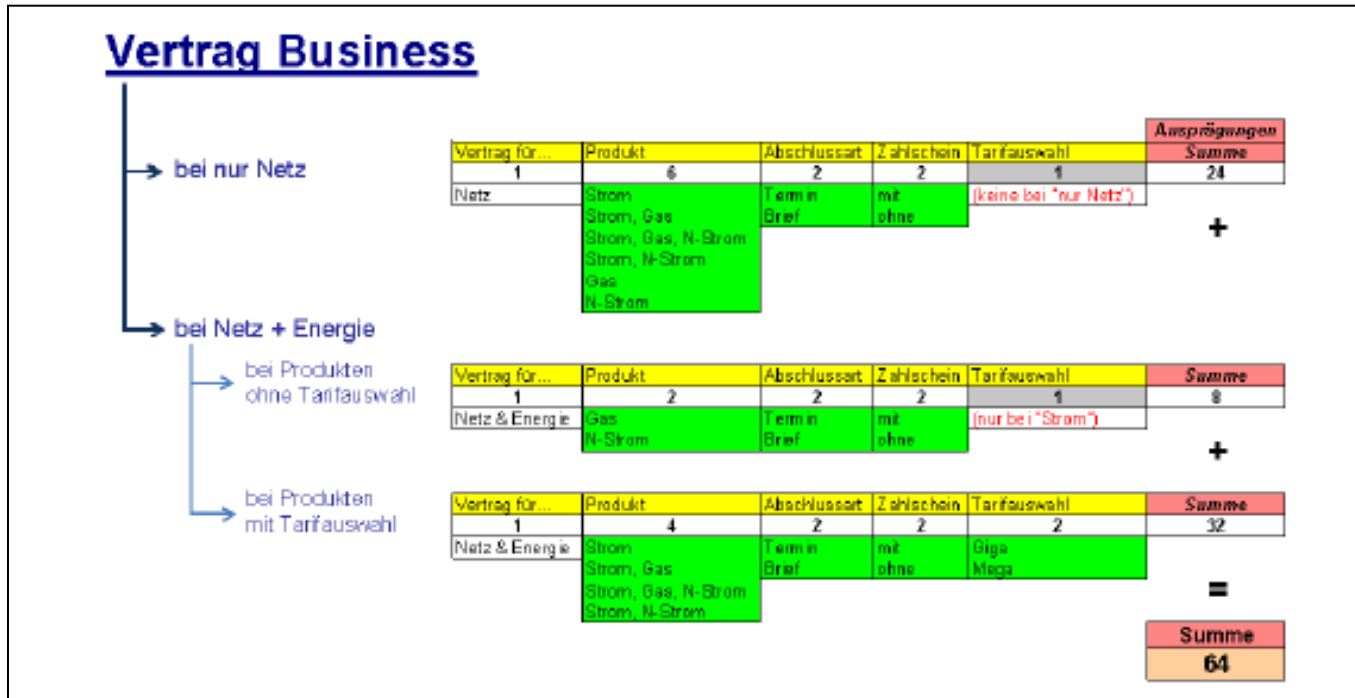 Vertrag Business
Ausprägungen
bei nur Netz
Vertrag für... Produkt Abschlussart Zahlschein Tarifauswahl Summe
1 6 2 2 1 24
Netz Strom Termin mit (keine bei "nur Netz")
Strom, Gas Brief ohne
+
Strom, Gas, N-Strom
Strom, N-Strom
Gas
N-Strom
bei Netz + Energie
bei Produkten
ohne Tarifauswahl
Vertrag für... Produkt Abschlussart Zahlschein Tarifauswahl Summe
1 2 2 2 1 8
Netz & Energie Gas Termin mit (nur bei "Strom")
N-Strom Brief ohne
+
bei Produkten
mit Tarifauswahl
Vertrag für... Produkt Abschlussart Zahlschein Tarifauswahl Summe
1 4 2 2 2 32
Netz & Energie Strom Termin mit Giga
Strom, Gas Brief ohne Mega
Strom, Gas, N-Strom
=
Strom, N-Strom
Summe
64